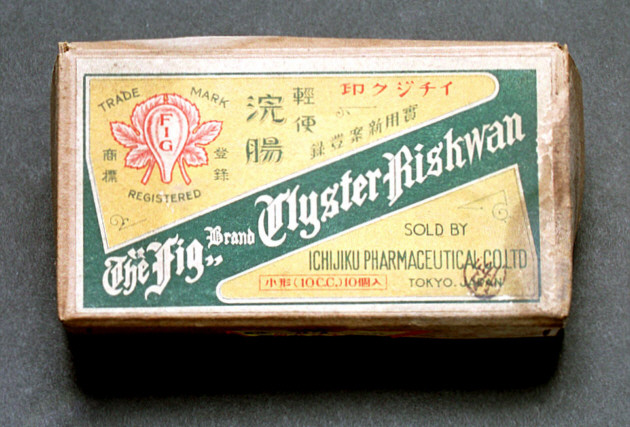 TRADE MARK
FIG
商標
登錄
REGISTERED
イチジク印
輕便
浣腸
實用新案登錄
The "Fig" Brand Clyster-Riskwan
SOLD BY
ICHIJIKU PHARMACEUTICAL CO.LTD
TOKYO. JAPAN
小形(10C.C.)10個入